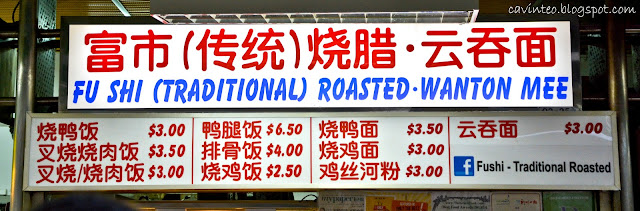 cavinteo.blogspot.com
富市(传统)烧腊·云吞面
FU SHI (TRADITIONAL) ROASTED·WANTON MEE
烧鸭饭 $3.00
叉烧烧肉饭 $3.50
叉烧/烧肉饭 $3.00
鸭腿饭 $6.50
排骨饭 $4.00
烧鸡饭 $2.50
烧鸭面 $3.50
烧鸡面 $3.00
鸡丝河粉 $3.00
云吞面 $3.00
f Fushi - Traditional Roasted